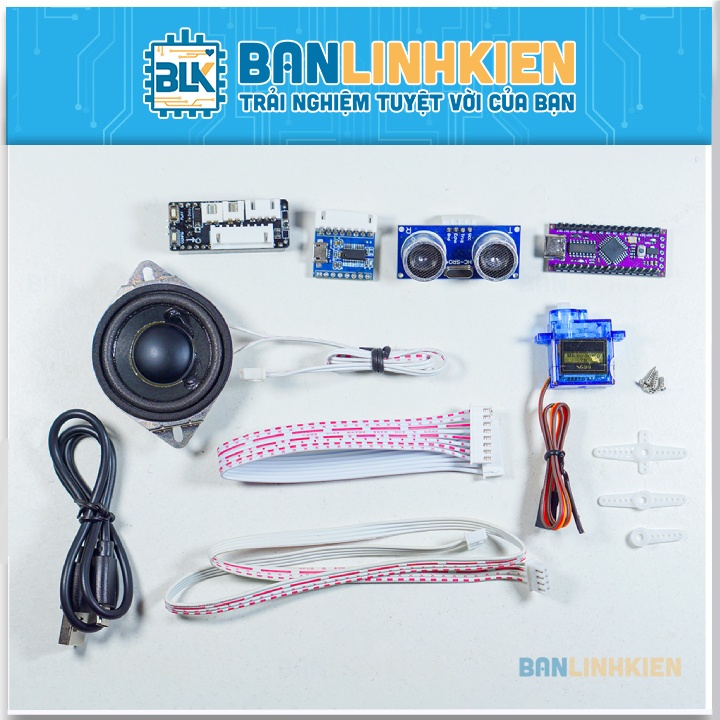 BLK
BANLINHKIEN
TRẢI NGHIỆM TUYỆT VỜI CỦA BẠN
HC-SR04
BANLINHKIEN